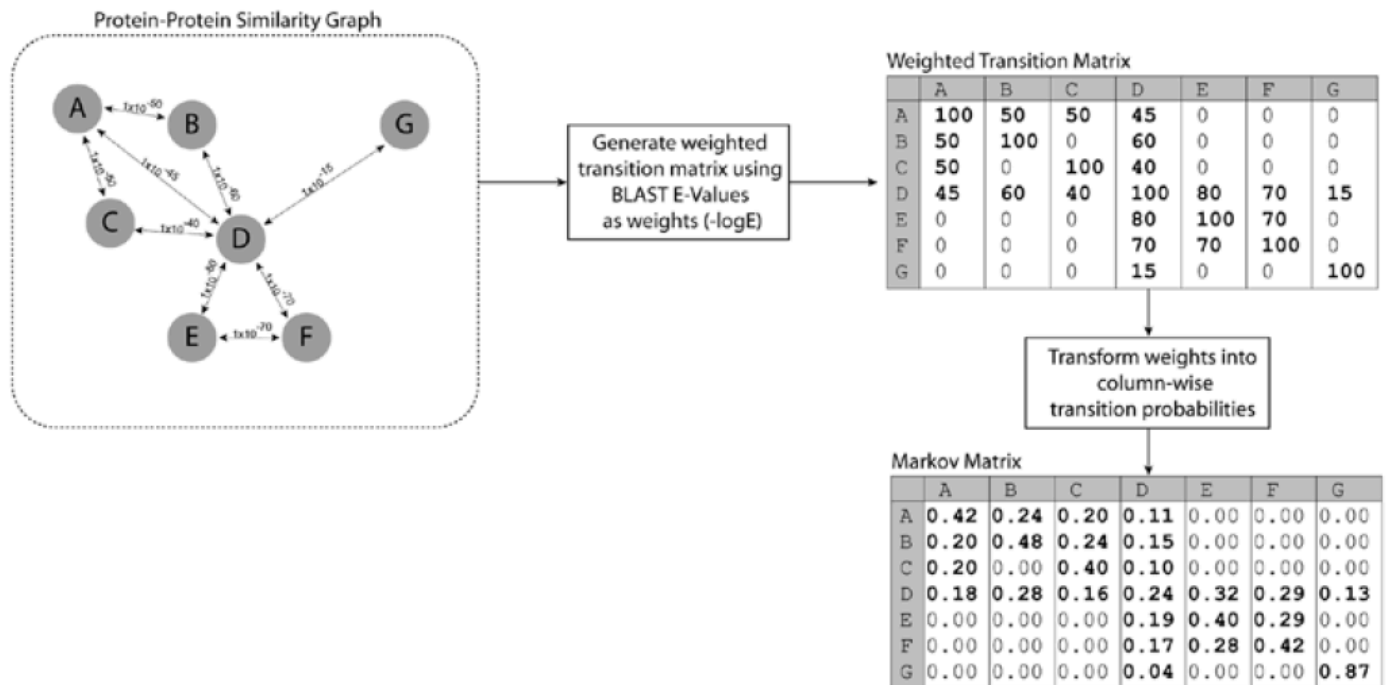 Protein-Protein Similarity Graph
A
B
G
C
D
E
F
1x10-50
1x10-45
1x10-50
1x10-60
1x10-15
1x10-40
1x10-80
1x10-70
1x10-70
Generate weighted
transition matrix using
BLAST E-Values
as weights (-logE)
Weighted Transition Matrix
A B C D E F G
A 100 50 50 45 0 0 0
B 50 100 0 60 0 0 0
C 50 0 100 40 0 0 0
D 45 60 40 100 80 70 15
E 0 0 0 80 100 70 0
F 0 0 0 70 70 100 0
G 0 0 0 15 0 0 100
Transform weights into
column-wise
transition probabilities
Markov Matrix
A B C D E F G
A 0.42 0.24 0.20 0.11 0.00 0.00 0.00
B 0.20 0.48 0.24 0.15 0.00 0.00 0.00
C 0.20 0.00 0.40 0.10 0.00 0.00 0.00
D 0.18 0.28 0.16 0.24 0.32 0.29 0.13
E 0.00 0.00 0.00 0.19 0.40 0.29 0.00
F 0.00 0.00 0.00 0.17 0.28 0.42 0.00
G 0.00 0.00 0.00 0.04 0.00 0.00 0.87